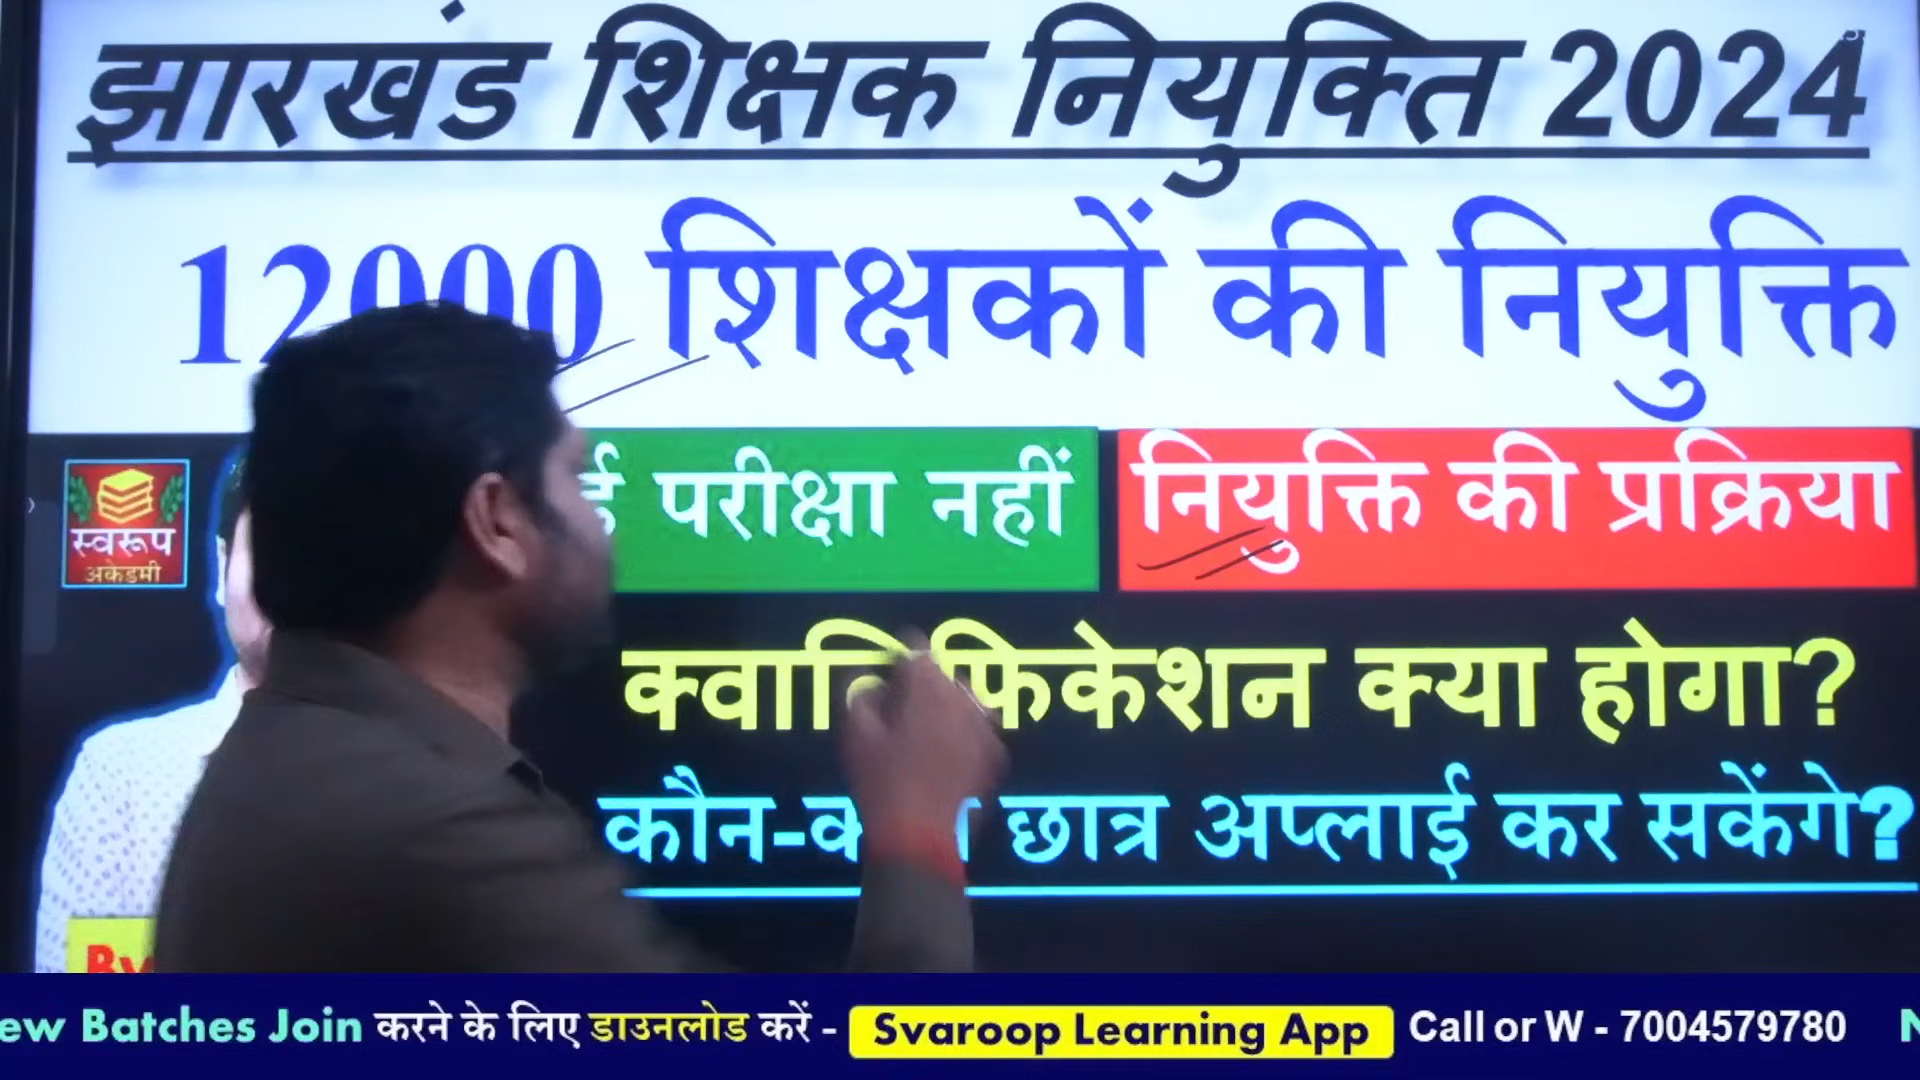 झारखंड शिक्षक नियुक्ति 2024
12000 शिक्षकों की नियुक्ति
परीक्षा नहीं
नियुक्ति की प्रक्रिया
स्वरूप
अकेडमी
क्वालिफिकेशन क्या होगा?
कौन-कौन छात्र अप्लाई कर सकेंगे?
By
ew Batches Join करने के लिए डाउनलोड करें - Svaroop Learning App Call or W - 7004579780 N